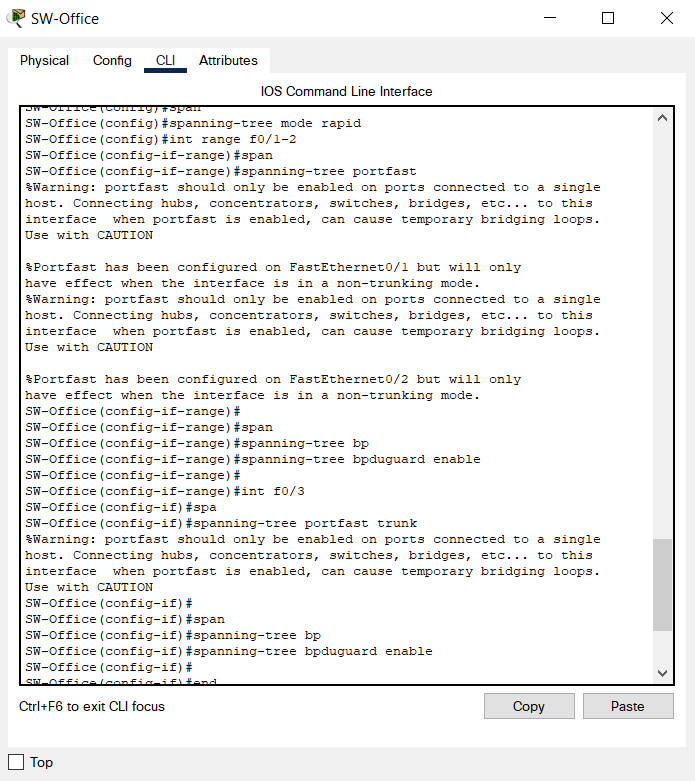 SW-Office
Physical Config CLI Attributes
IOS Command Line Interface
SW-Office(config)#span
SW-Office(config)#spanning-tree mode rapid
SW-Office(config)#int range f0/1-2
SW-Office(config-if-range)#span
SW-Office(config-if-range)#spanning-tree portfast
%Warning: portfast should only be enabled on ports connected to a single
host. Connecting hubs, concentrators, switches, bridges, etc... to this
interface  when portfast is enabled, can cause temporary bridging loops.
Use with CAUTION

%Portfast has been configured on FastEthernet0/1 but will only
have effect when the interface is in a non-trunking mode.
%Warning: portfast should only be enabled on ports connected to a single
host. Connecting hubs, concentrators, switches, bridges, etc... to this
interface  when portfast is enabled, can cause temporary bridging loops.
Use with CAUTION

%Portfast has been configured on FastEthernet0/2 but will only
have effect when the interface is in a non-trunking mode.
SW-Office(config-if-range)#
SW-Office(config-if-range)#span
SW-Office(config-if-range)#spanning-tree bp
SW-Office(config-if-range)#spanning-tree bpduguard enable
SW-Office(config-if-range)#
SW-Office(config-if-range)#int f0/3
SW-Office(config-if)#spa
SW-Office(config-if)#spanning-tree portfast trunk
%Warning: portfast should only be enabled on ports connected to a single
host. Connecting hubs, concentrators, switches, bridges, etc... to this
interface  when portfast is enabled, can cause temporary bridging loops.
Use with CAUTION
SW-Office(config-if)#
SW-Office(config-if)#span
SW-Office(config-if)#spanning-tree bp
SW-Office(config-if)#spanning-tree bpduguard enable
SW-Office(config-if)#
SW-Office(config-if)#end
Ctrl+F6 to exit CLI focus
Copy Paste
Top